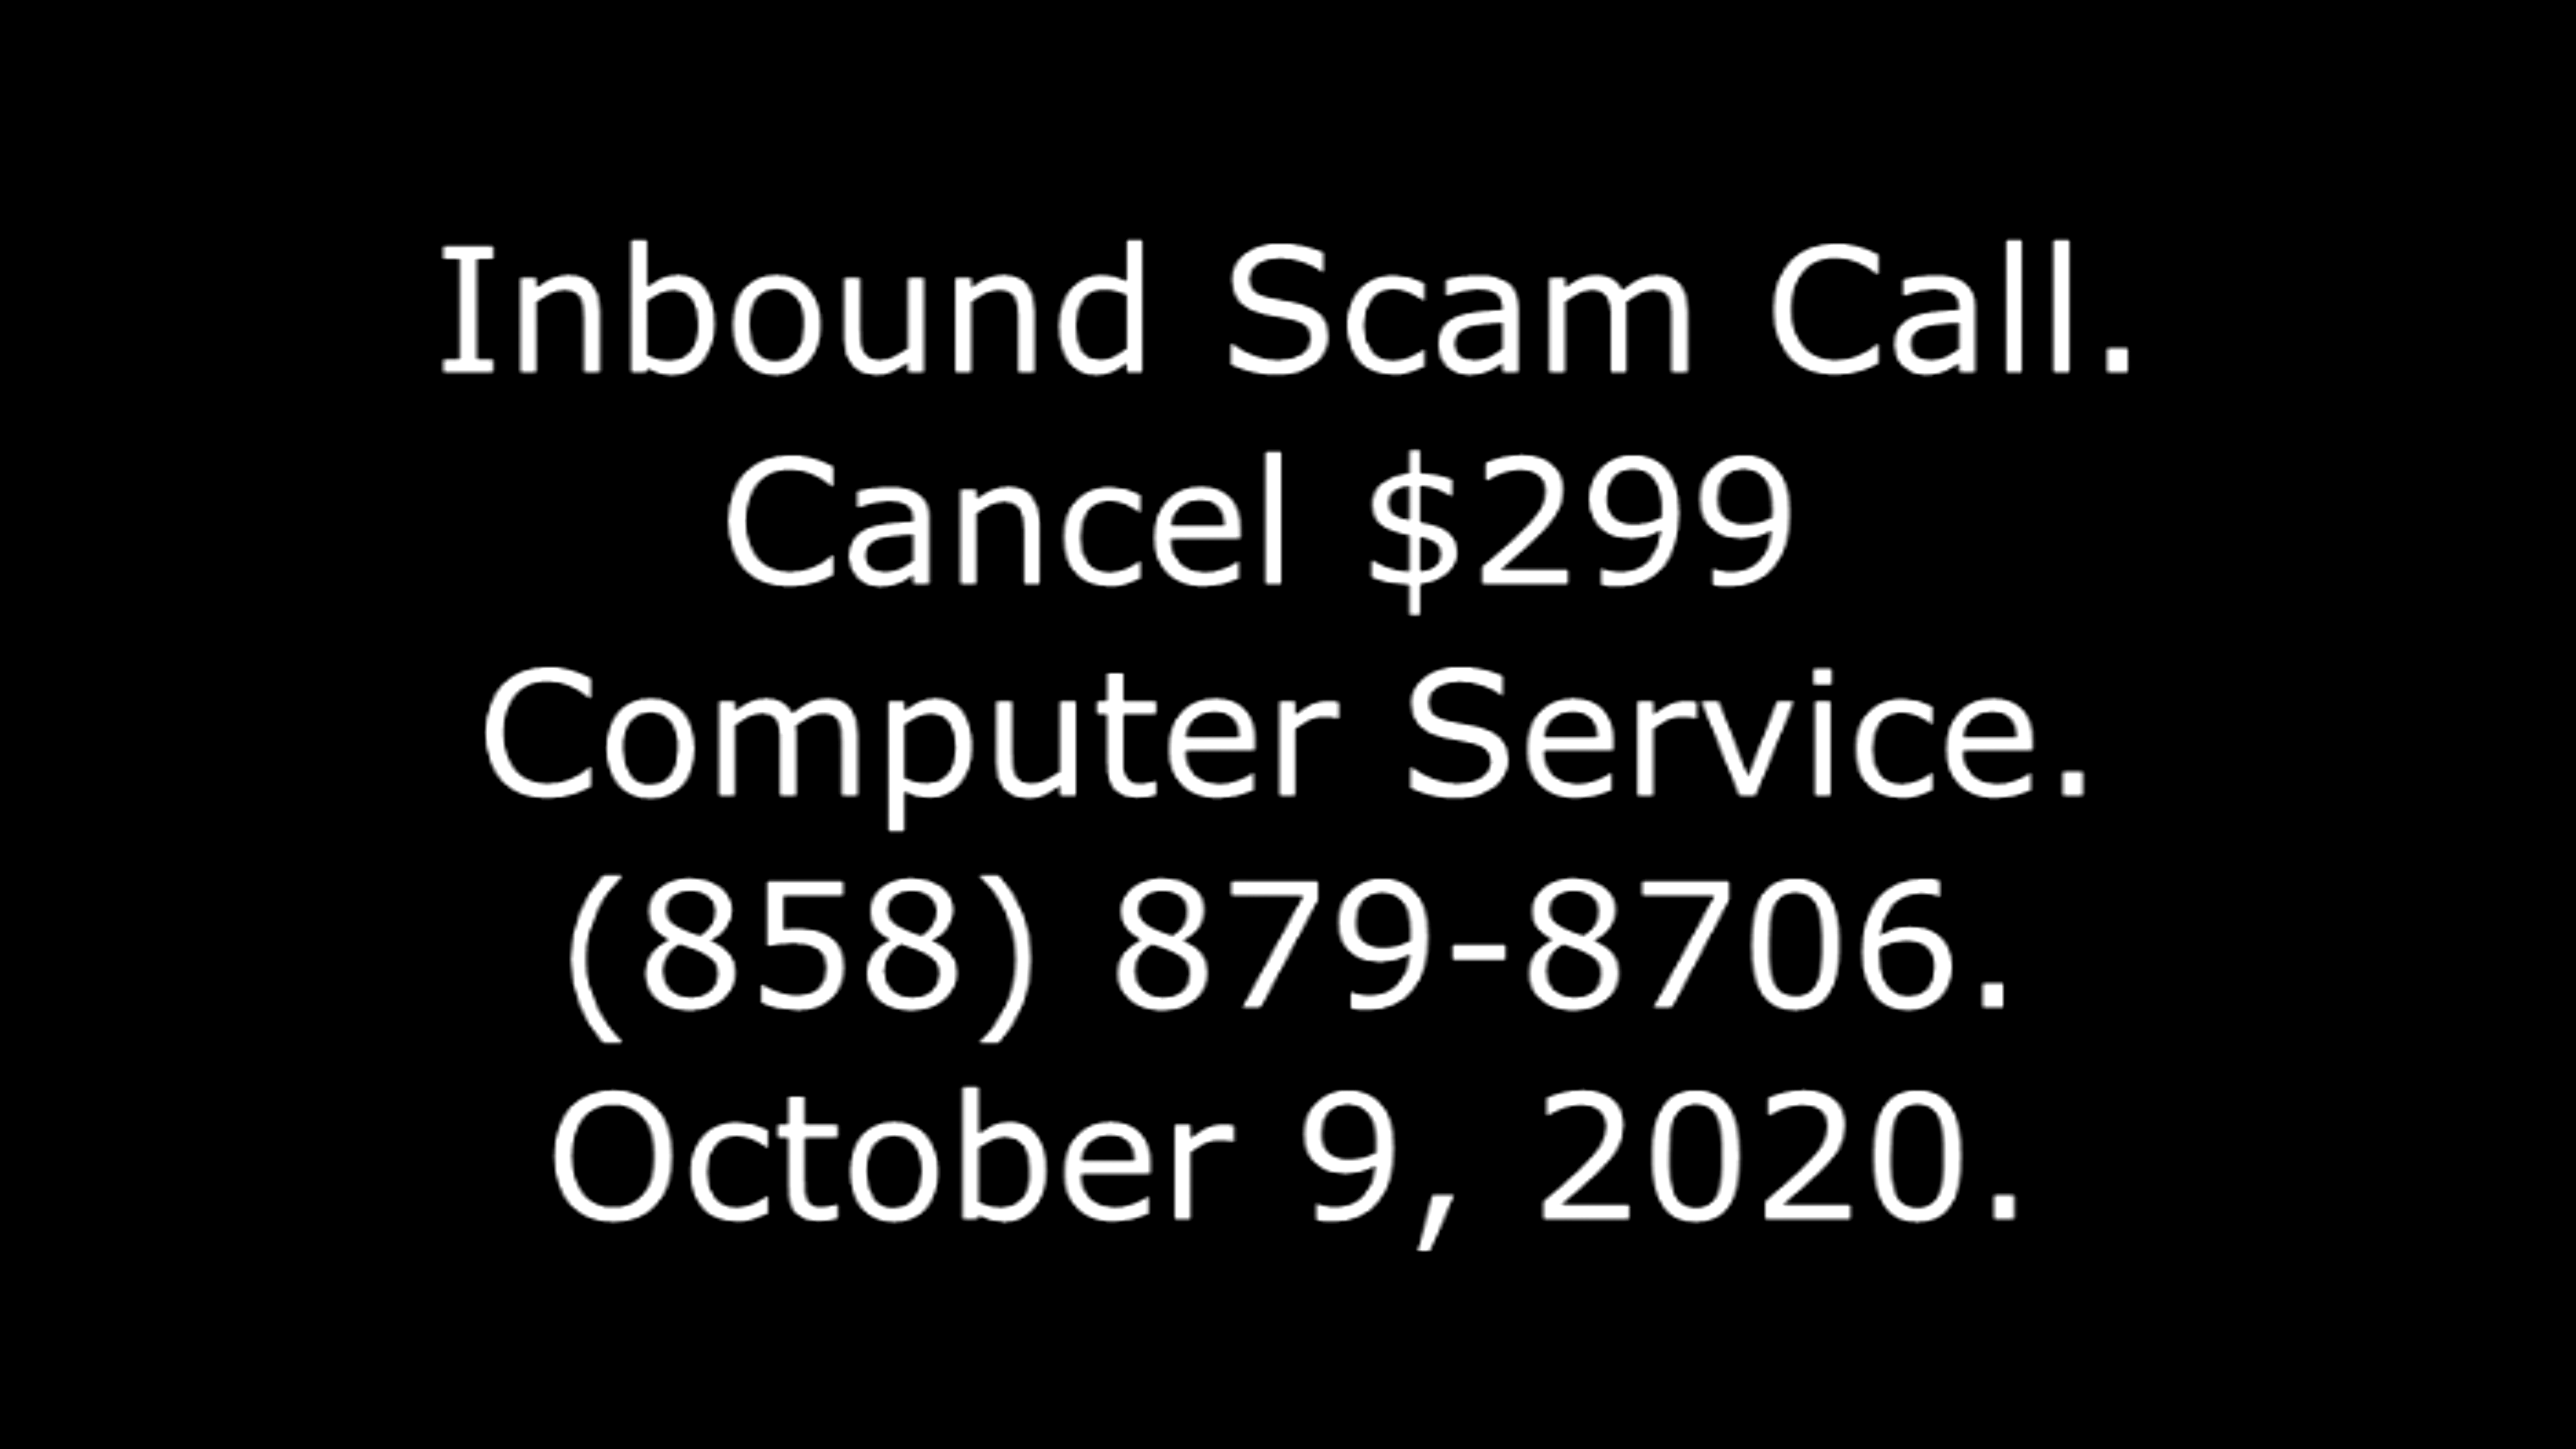 Inbound Scam Call.
Cancel $299
Computer Service.
(858) 879-8706.
October 9, 2020.